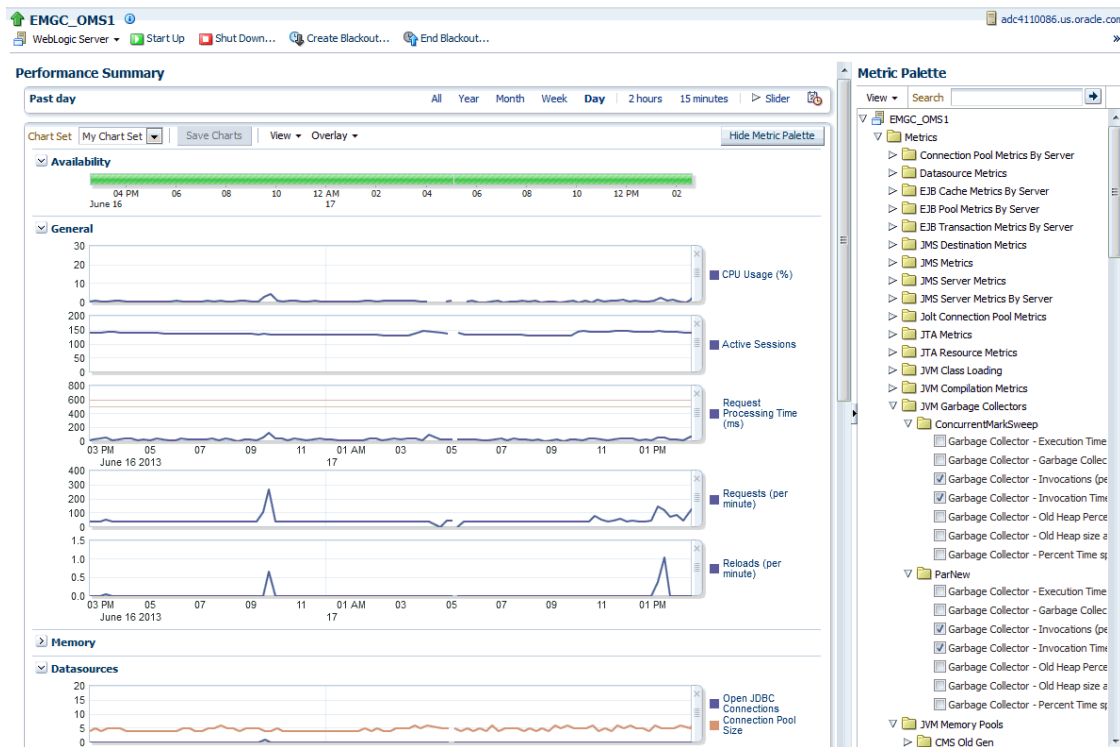 EMGC_OMS1
adc4110086.us.oracle.com
WebLogic Server Start Up Shut Down... Create Blackout... End Blackout...
Performance Summary
Past day All Year Month Week Day 2 hours 15 minutes Slider
Chart Set My Chart Set Save Charts View Overlay Hide Metric Palette
Availability
04 PM 06 08 10 12 AM 02 04 06 08 10 12 PM 02
June 16 17
General
30
20
10
0
CPU Usage (%)
200
150
100
50
0
Active Sessions
800
600
400
200
0
Request
Processing Time
(ms)
03 PM 05 07 09 11 01 AM 03 05 07 09 11 01 PM
June 16 2013 17
400
300
200
100
0
Requests (per
minute)
1.5
1.0
0.5
0.0
Reloads (per
minute)
03 PM 05 07 09 11 01 AM 03 05 07 09 11 01 PM
June 16 2013 17
Memory
Datasources
20
15
10
5
0
Open JDBC
Connections
Connection Pool
Size
Metric Palette
View Search
EMGC_OMS1
Metrics
Connection Pool Metrics By Server
Datasource Metrics
EJB Cache Metrics By Server
EJB Pool Metrics By Server
EJB Transaction Metrics By Server
JMS Destination Metrics
JMS Metrics
JMS Server Metrics
JMS Server Metrics By Server
Jolt Connection Pool Metrics
JTA Metrics
JTA Resource Metrics
JVM Class Loading
JVM Compilation Metrics
JVM Garbage Collectors
ConcurrentMarkSweep
Garbage Collector - Execution Time
Garbage Collector - Garbage Collec
Garbage Collector - Invocations (pe
Garbage Collector - Invocation Time
Garbage Collector - Old Heap Perce
Garbage Collector - Old Heap size a
Garbage Collector - Percent Time sp
ParNew
Garbage Collector - Execution Time
Garbage Collector - Garbage Collec
Garbage Collector - Invocations (pe
Garbage Collector - Invocation Time
Garbage Collector - Old Heap Perce
Garbage Collector - Old Heap size a
Garbage Collector - Percent Time sp
JVM Memory Pools
CMS Old Gen